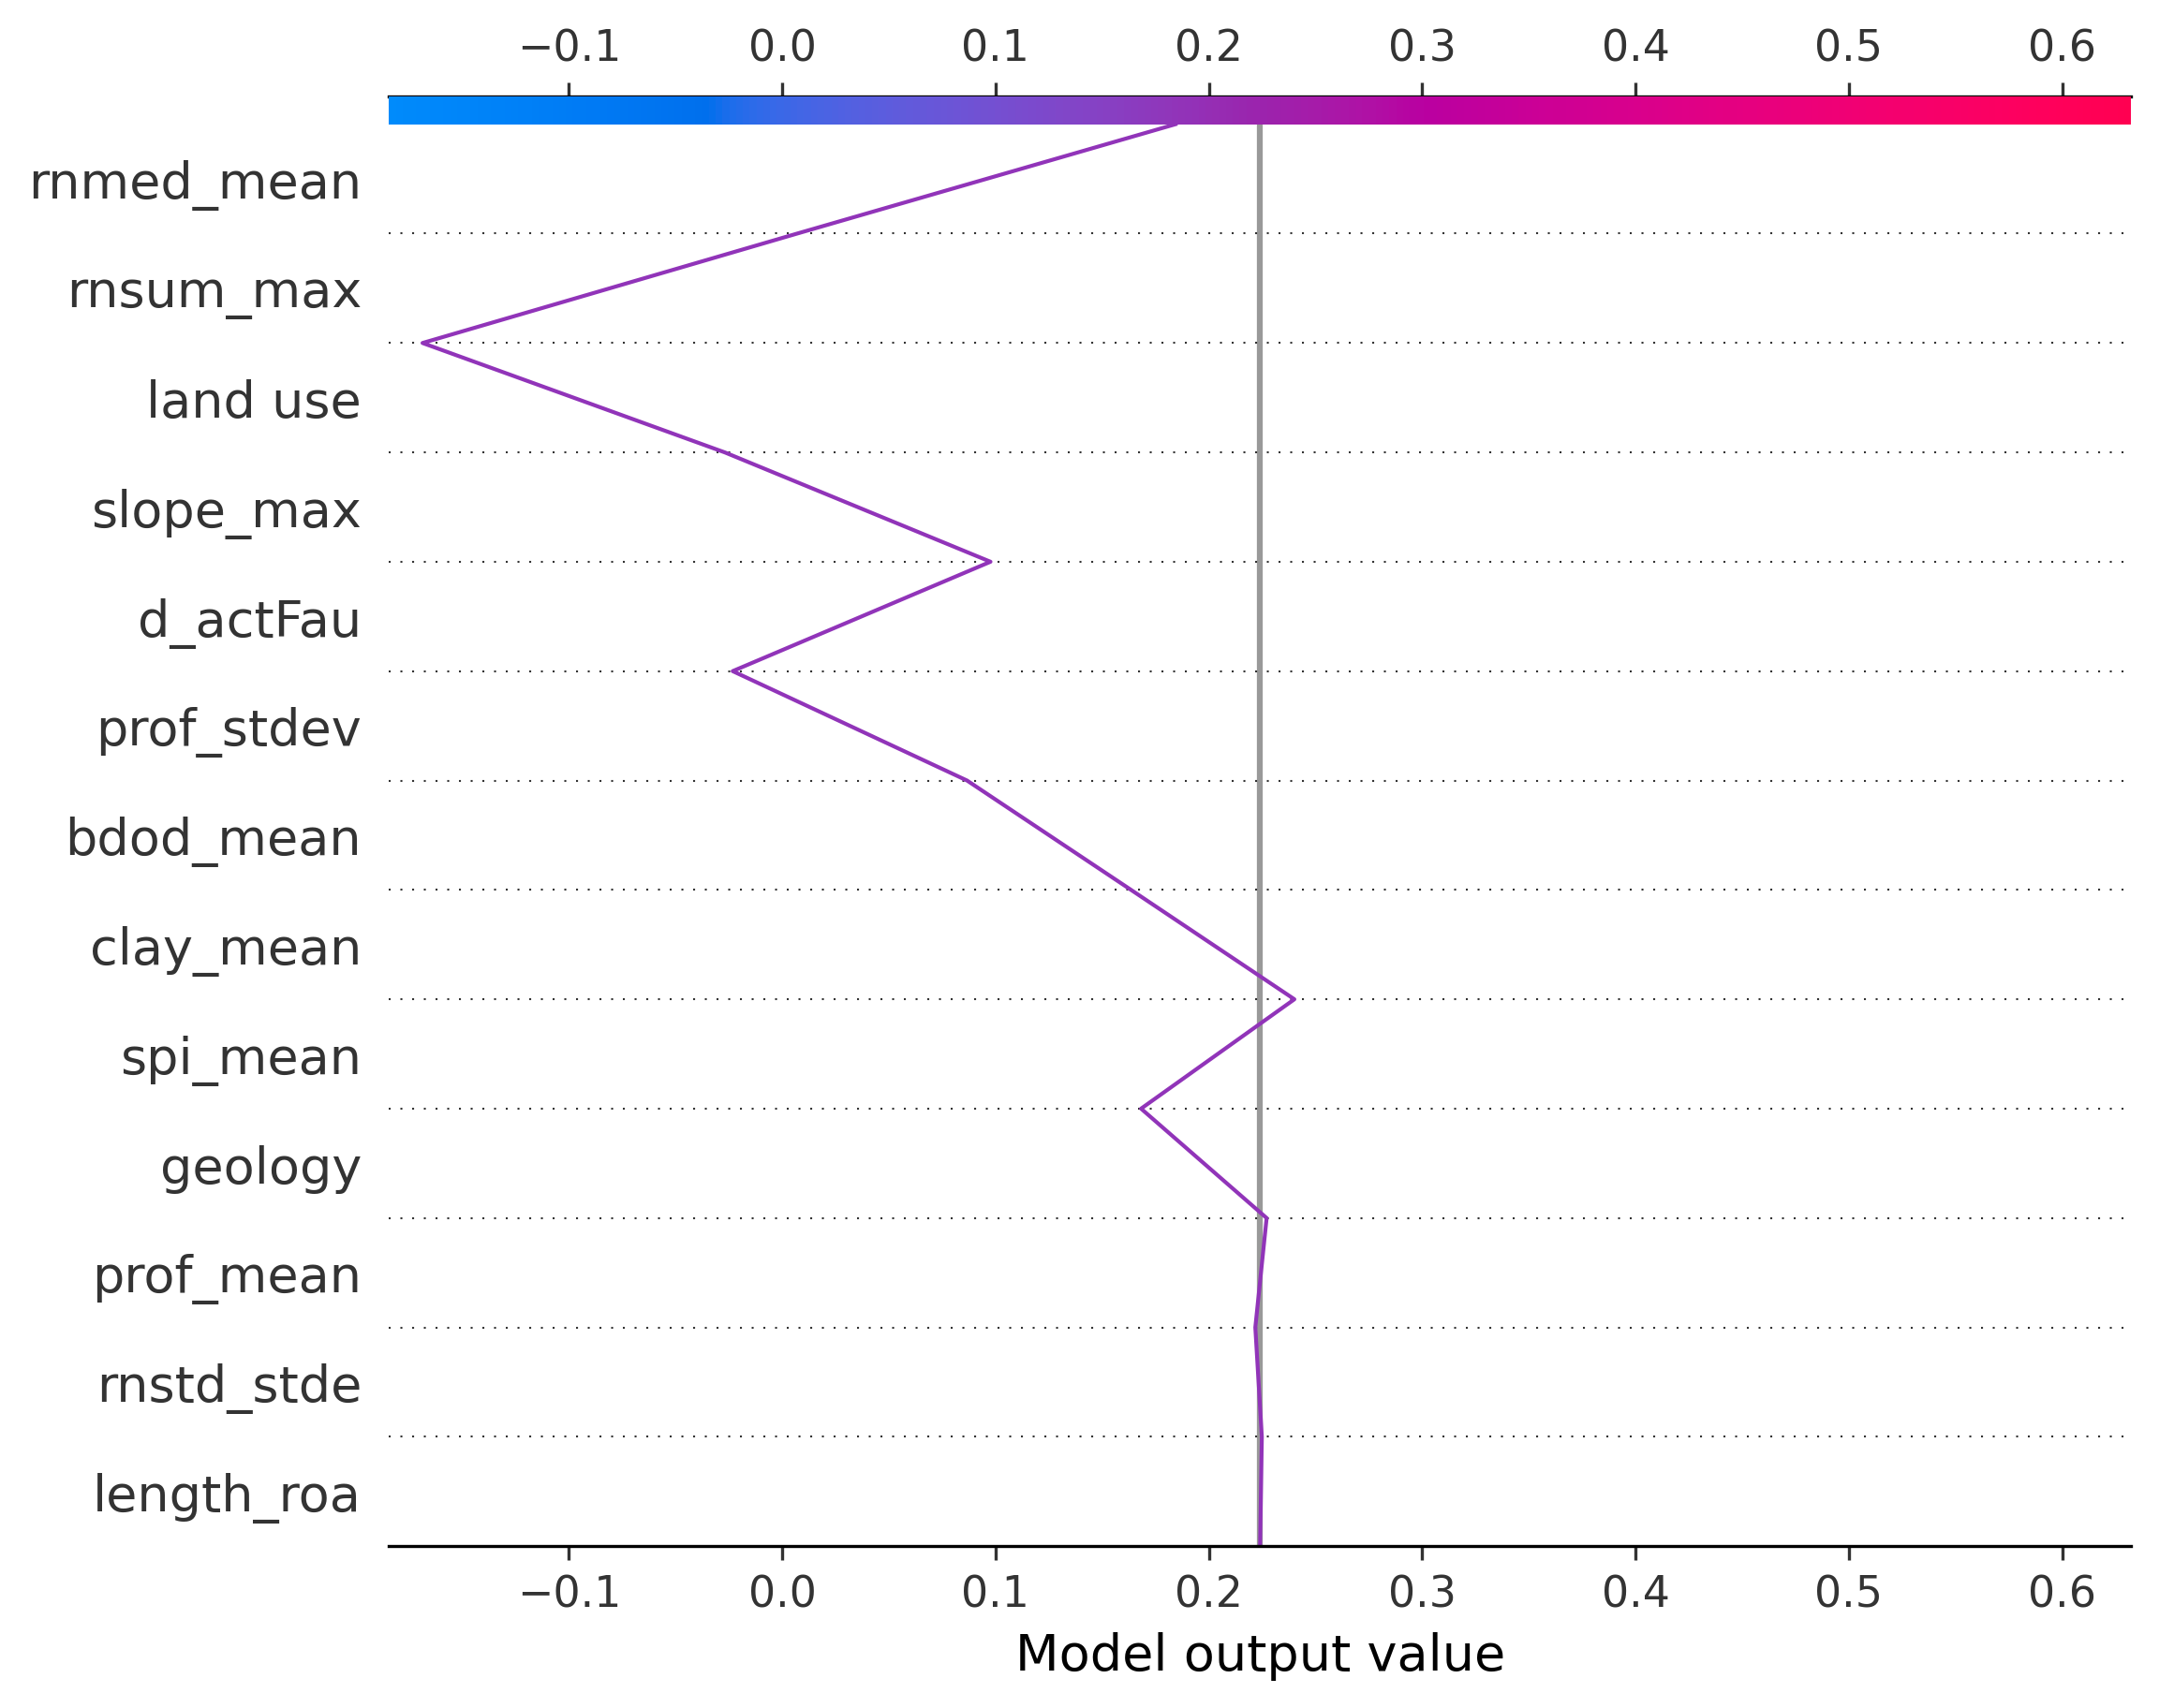 −0.1 0.0 0.1 0.2 0.3 0.4 0.5 0.6
rnmed_mean
rnsum_max
land use
slope_max
d_actFau
prof_stdev
bdod_mean
clay_mean
spi_mean
geology
prof_mean
rnstd_stde
length_roa
−0.1 0.0 0.1 0.2 0.3 0.4 0.5 0.6
Model output value